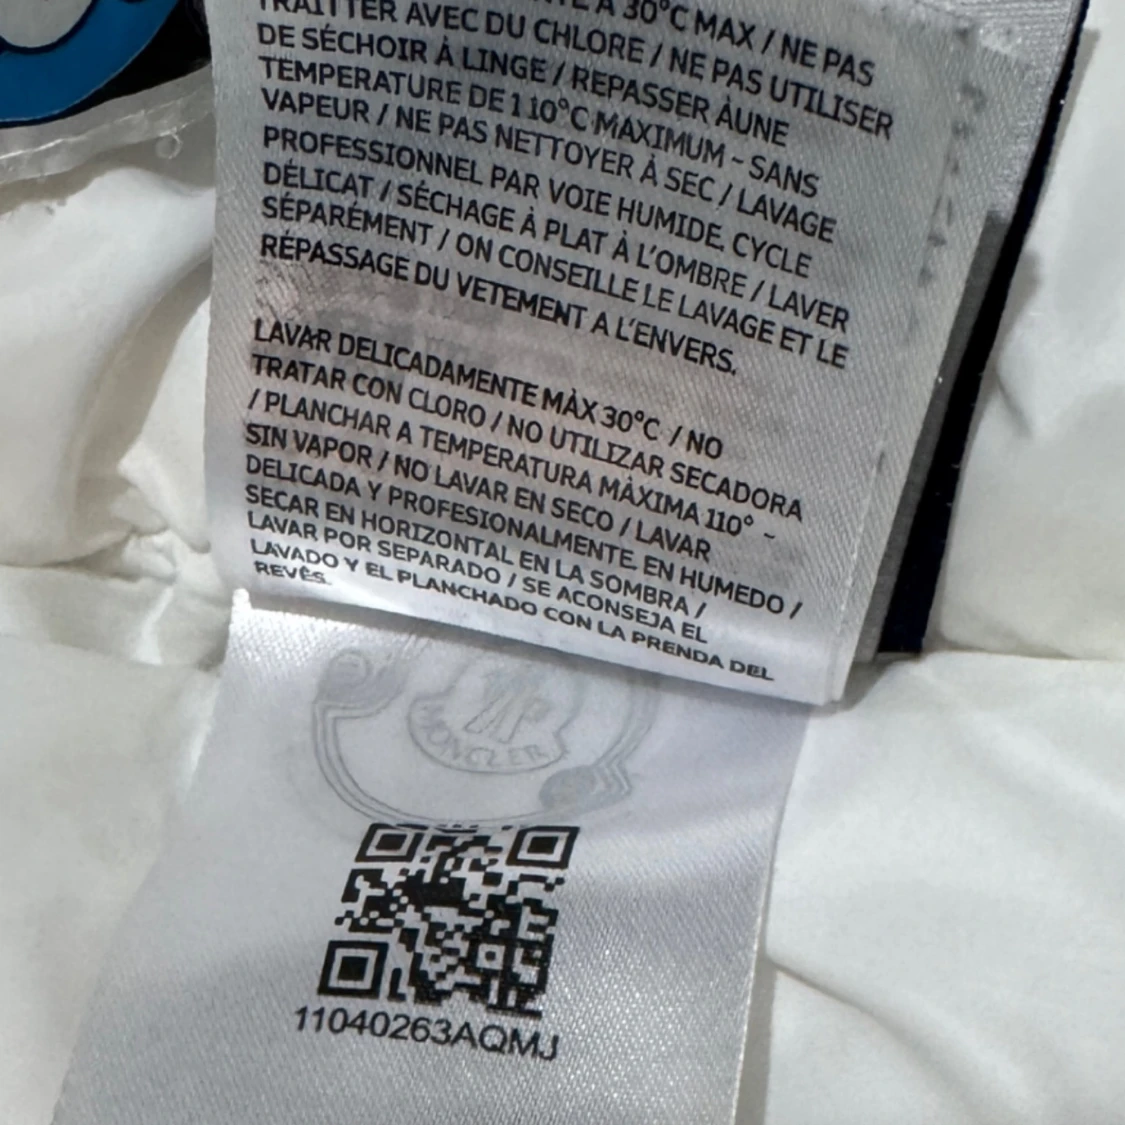 À 30°C MAX / NE PAS
TRAITTER AVEC DU CHLORE / NE PAS UTILISER
DE SÉCHOIR À LINGE / REPASSER ÀUNE
TEMPERATURE DE 110°C MAXIMUM ~ SANS
VAPEUR / NE PAS NETTOYER À SEC / LAVAGE
PROFESSIONNEL PAR VOIE HUMIDE. CYCLE
DÉLICAT / SÉCHAGE À PLAT À L'OMBRE / LAVER
SÉPARÉMENT / ON CONSEILLE LE LAVAGE ET LE
RÉPASSAGE DU VETEMENT A L'ENVERS.
LAVAR DELICADAMENTE MÀX 30°C / NO
TRATAR CON CLORO / NO UTILIZAR SECADORA
/ PLANCHAR A TEMPERATURA MÀXIMA 110° ~
SIN VAPOR / NO LAVAR EN SECO / LAVAR
DELICADA Y PROFESIONALMENTE. EN HUMEDO /
SECAR EN HORIZONTAL EN LA SOMBRA /
LAVAR POR SEPARADO / SE ACONSEJA EL
LAVADO Y EL PLANCHADO CON LA PRENDA DEL
REVÉS.
MONCLER
11040263AQMJ